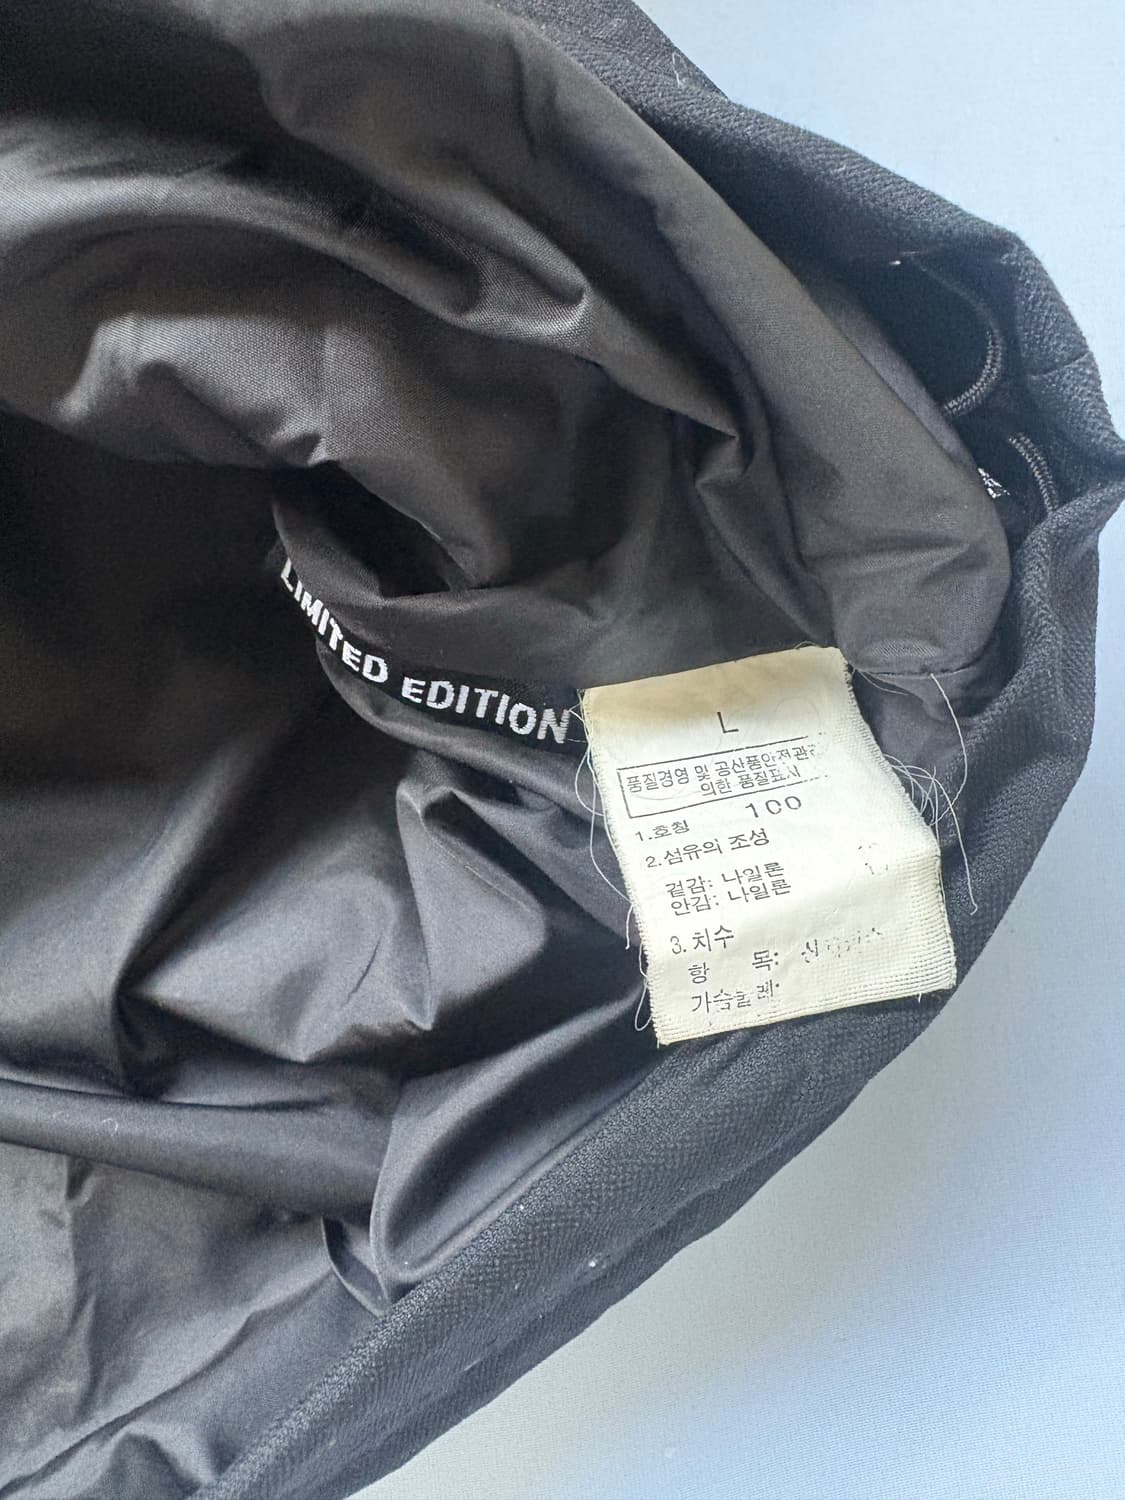 LIMITED EDITION
L
품질경영 및 공산품안전관리
의한 품질표시
1.호칭 100
2.섬유의 조성
겉감: 나일론
안감: 나일론
3.치수
항 목:
가슴둘레: